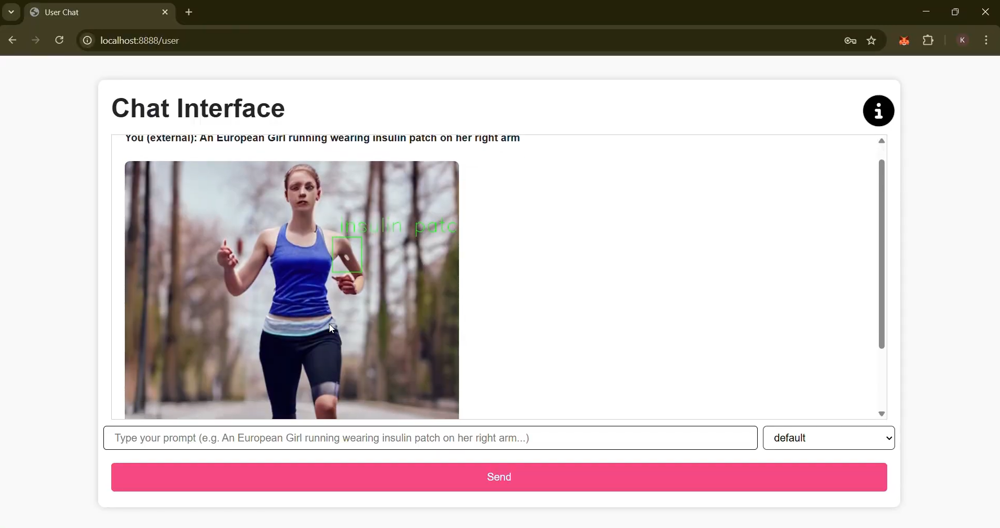 User Chat
localhost:8888/user
K
Chat Interface
You (external): An European Girl running wearing insulin patch on her right arm
insulin patc
Type your prompt (e.g. An European Girl running wearing insulin patch on her right arm...)
default
Send